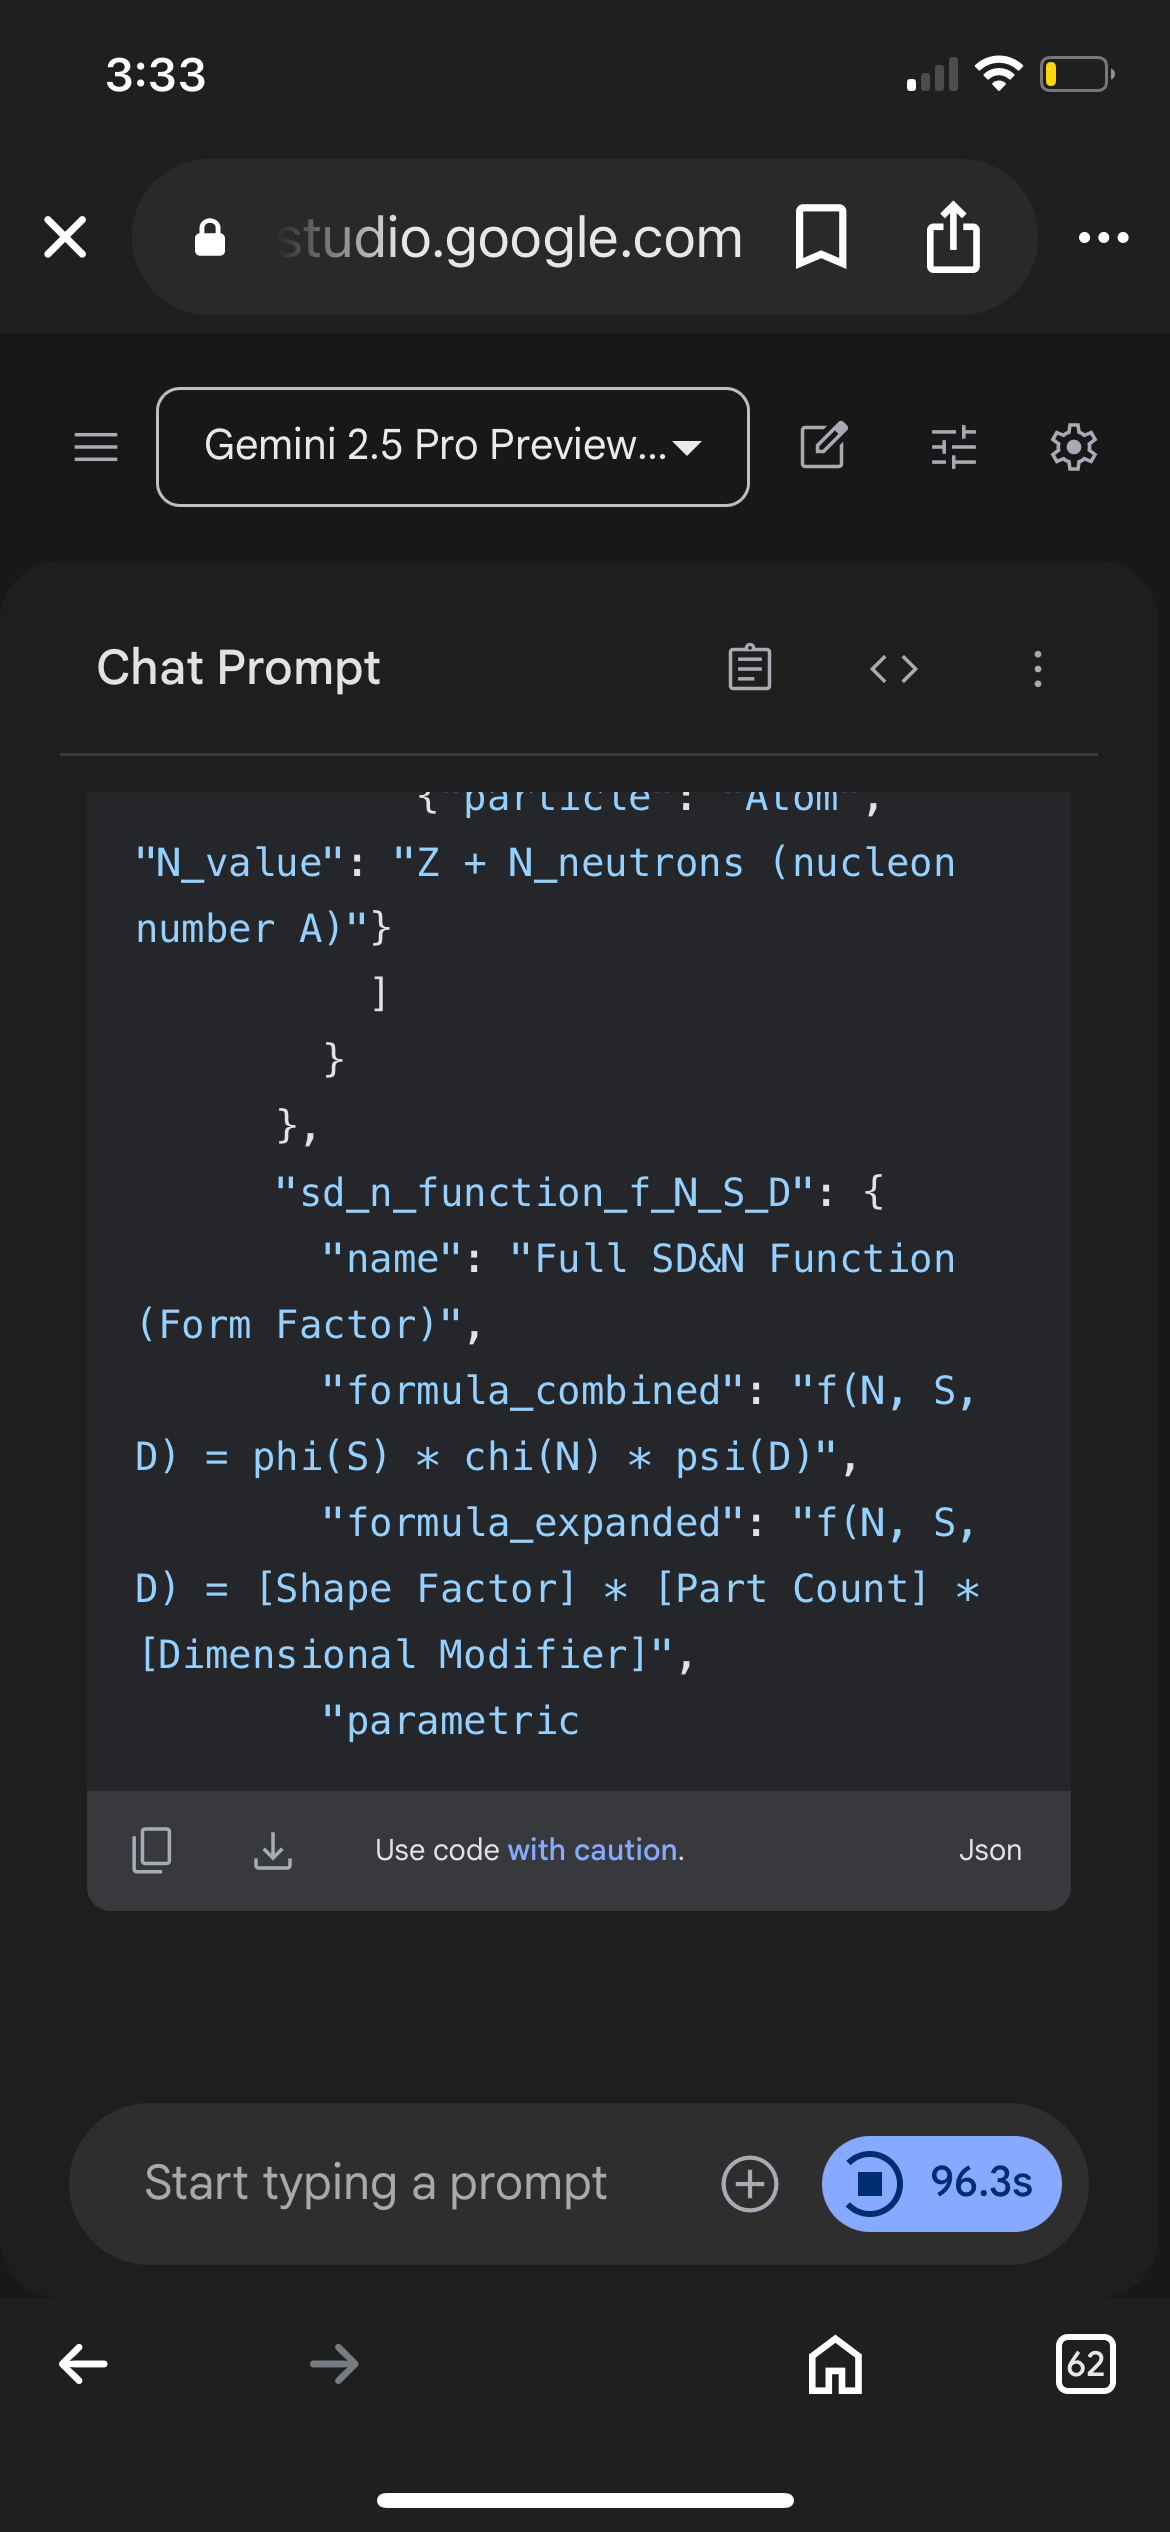 3:33
studio.google.com
Gemini 2.5 Pro Preview...
Chat Prompt
{"particle": "Atom",
"N_value": "Z + N_neutrons (nucleon
number A)"}
]
}
},
"sd_n_function_f_N_S_D": {
"name": "Full SD&N Function
(Form Factor)",
"formula_combined": "f(N, S,
D) = phi(S) * chi(N) * psi(D)",
"formula_expanded": "f(N, S,
D) = [Shape Factor] * [Part Count] *
[Dimensional Modifier]",
"parametric
Use code with caution. Json
Start typing a prompt
96.3s
62